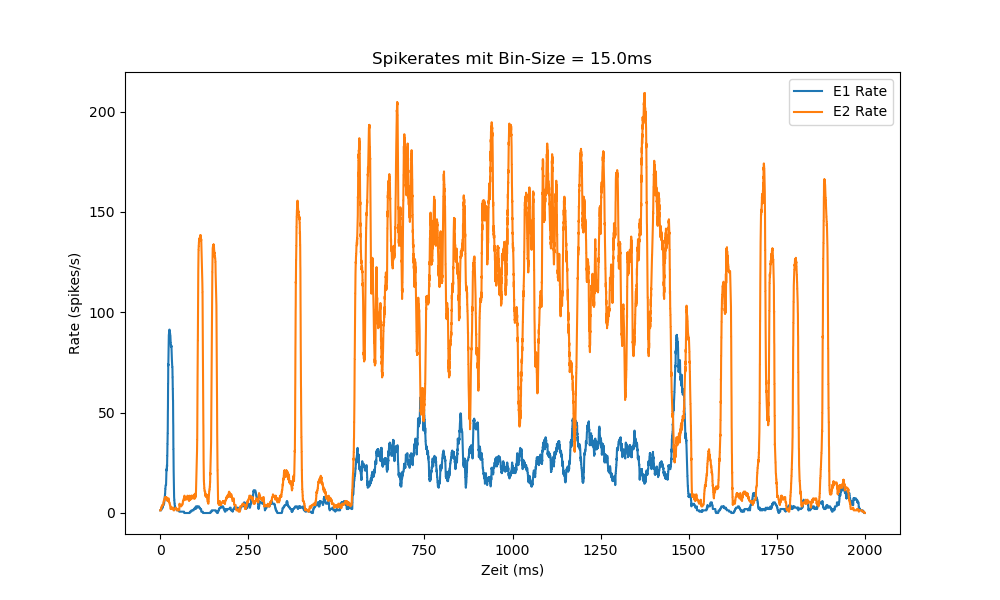 Spikerates mit Bin-Size = 15.0ms
E1 Rate
E2 Rate
200
150
100
50
0
Rate (spikes/s)
0 250 500 750 1000 1250 1500 1750 2000
Zeit (ms)